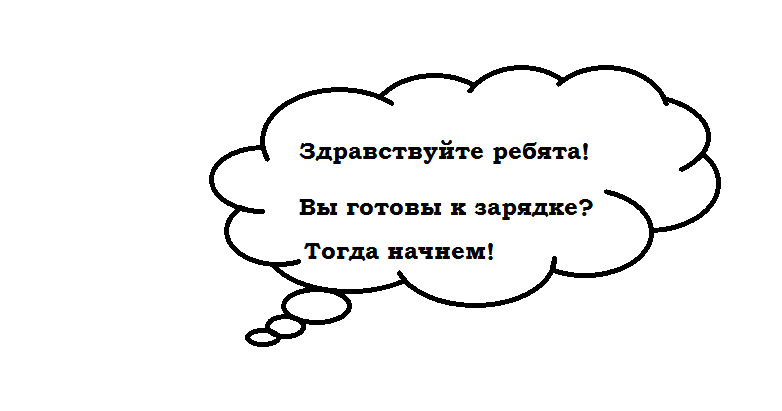 Здравствуйте ребята!
Вы готовы к зарядке?
Тогда начнем!